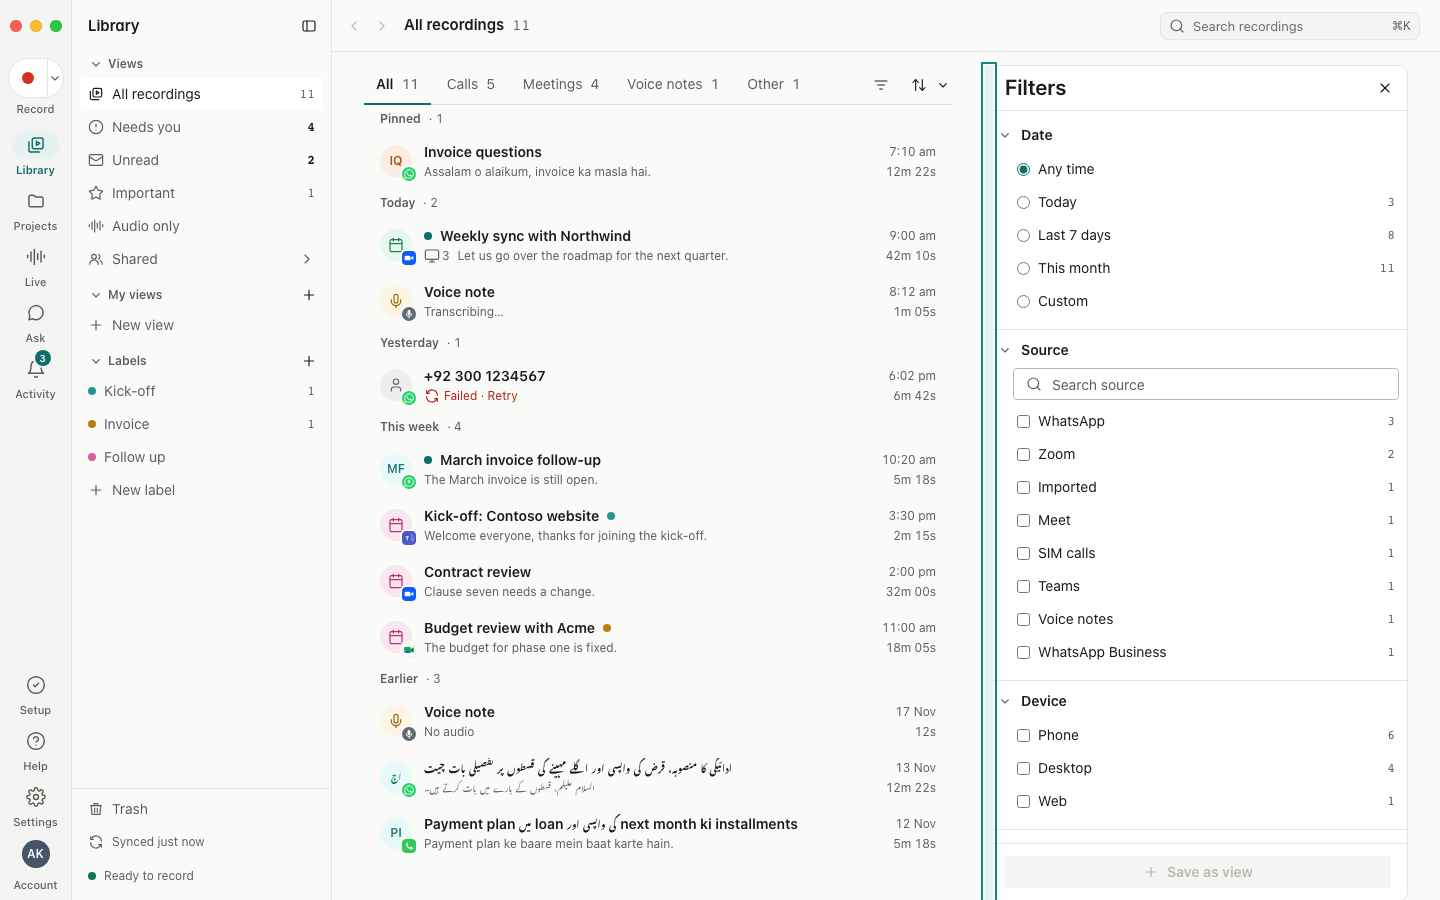 Library
Record
Library
Projects
Live
Ask
3
Activity
Setup
Help
Settings
AK
Account
Views
All recordings 11
Needs you 4
Unread 2
Important 1
Audio only
Shared
My views
New view
Labels
Kick-off 1
Invoice 1
Follow up
New label
Trash
Synced just now
Ready to record
All recordings 11
Search recordings ⌘K
All 11 Calls 5 Meetings 4 Voice notes 1 Other 1
Pinned · 1
IQ Invoice questions 7:10 am
Assalam o alaikum, invoice ka masla hai. 12m 22s
Today · 2
Weekly sync with Northwind 9:00 am
3 Let us go over the roadmap for the next quarter. 42m 10s
Voice note 8:12 am
Transcribing... 1m 05s
Yesterday · 1
+92 300 1234567 6:02 pm
Failed · Retry 6m 42s
This week · 4
MF March invoice follow-up 10:20 am
The March invoice is still open. 5m 18s
Kick-off: Contoso website 3:30 pm
Welcome everyone, thanks for joining the kick-off. 2m 15s
Contract review 2:00 pm
Clause seven needs a change. 32m 00s
Budget review with Acme 11:00 am
The budget for phase one is fixed. 18m 05s
Earlier · 3
Voice note 17 Nov
No audio 12s
اچ ادائیگی کا منصوبہ، قرض کی واپسی اور اگلے مہینے کی قسطوں پر تفصیلی بات چیت 13 Nov
السلام علیکم، قسطوں کے بارے میں بات کرتے ہیں۔ 12m 22s
PI Payment plan میں loan کی واپسی اور next month ki installments 12 Nov
Payment plan ke baare mein baat karte hain. 5m 18s
Filters
Date
Any time
Today 3
Last 7 days 8
This month 11
Custom
Source
Search source
WhatsApp 3
Zoom 2
Imported 1
Meet 1
SIM calls 1
Teams 1
Voice notes 1
WhatsApp Business 1
Device
Phone 6
Desktop 4
Web 1
Save as view